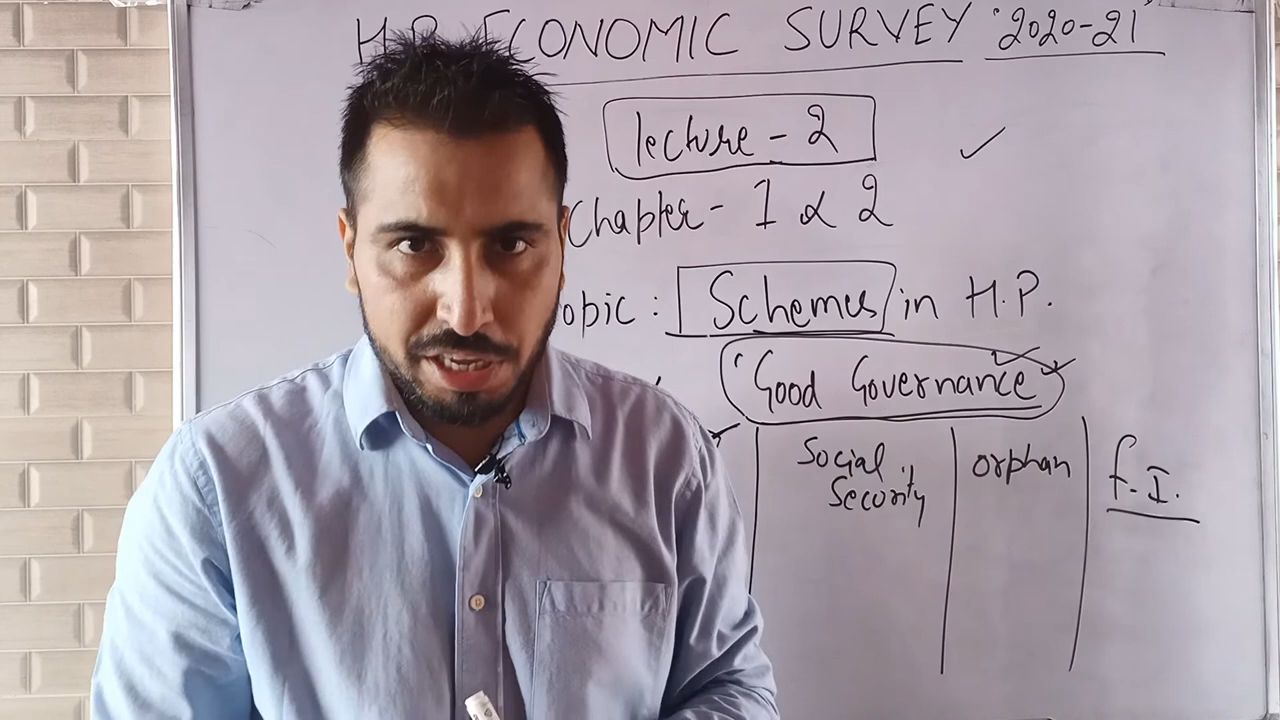 H.P. ECONOMIC SURVEY '2020-21'
lecture - 2
Chapter - 1 & 2
opic : Schemes in H.P.
'Good Governance'
Social Security
orphan
F.I.